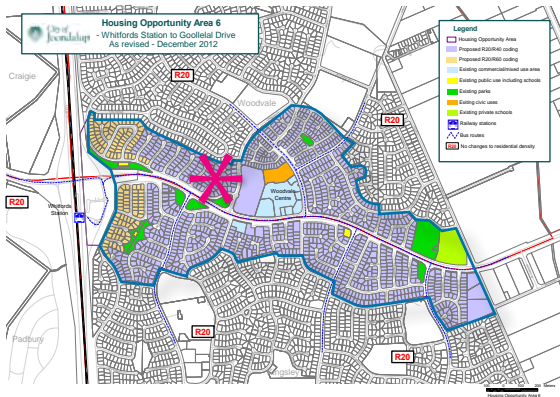 City of
Joondalup
Housing Opportunity Area 6
- Whitfords Station to Goollelal Drive
As revised - December 2012
Legend
Housing Opportunity Area
Proposed R20/R40 coding
Proposed R20/R60 coding
Existing commercial/mixed use area
Existing public use including schools
Existing parks
Exiting civic uses
Existing private schools
Railway stations
Bus routes
R20 No changes to residential density
Craigie
R20
Woodvale
R20
R20
Whitfords
Station
Woodvale
Centre
R20
R20
Padbury
Kingsley
Housing Opportunity Area 6